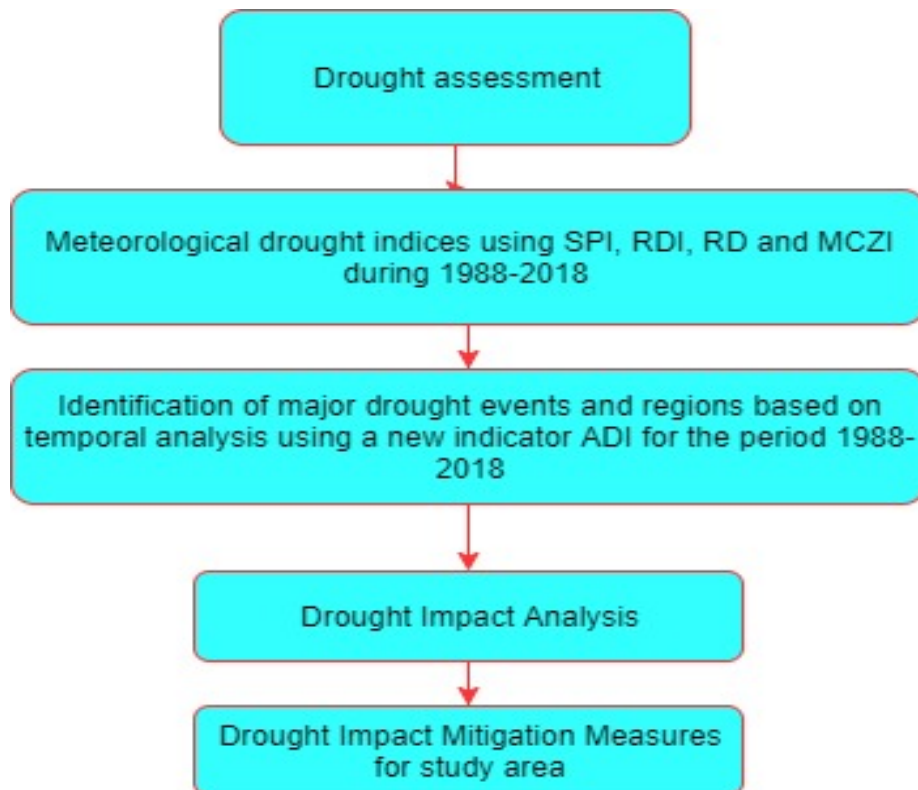 Drought assessment
Meteorological drought indices using SPI, RDI, RD and MCZI
during 1988-2018
Identification of major drought events and regions based on
temporal analysis using a new indicator ADI for the period 1988-
2018
Drought Impact Analysis
Drought Impact Mitigation Measures
for study area